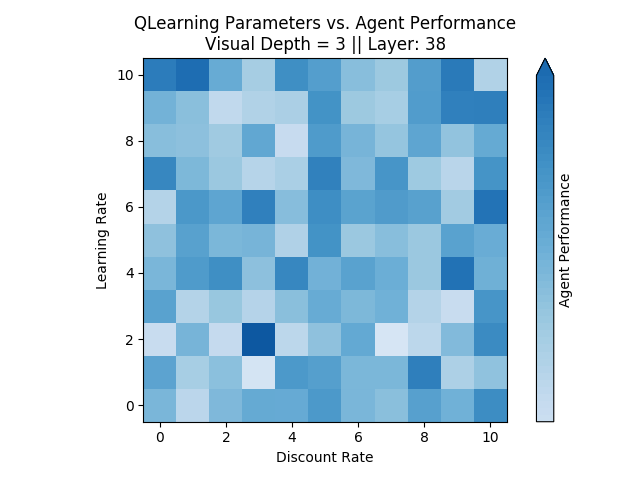 QLearning Parameters vs. Agent Performance
Visual Depth = 3 || Layer: 38
10
8
6
4
2
0
Learning Rate
0 2 4 6 8 10
Discount Rate
Agent Performance